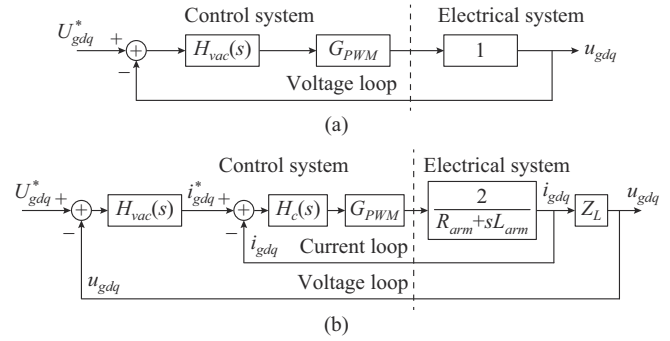 Control system
Electrical system
U*gdq
+
−
Hvac(s)
GPWM
1
ugdq
Voltage loop
(a)
Control system
Electrical system
U*gdq
+
−
Hvac(s)
i*gdq
+
−
Hc(s)
GPWM
2
Rarm+sLarm
igdq
ZL
ugdq
igdq
Current loop
ugdq
Voltage loop
(b)